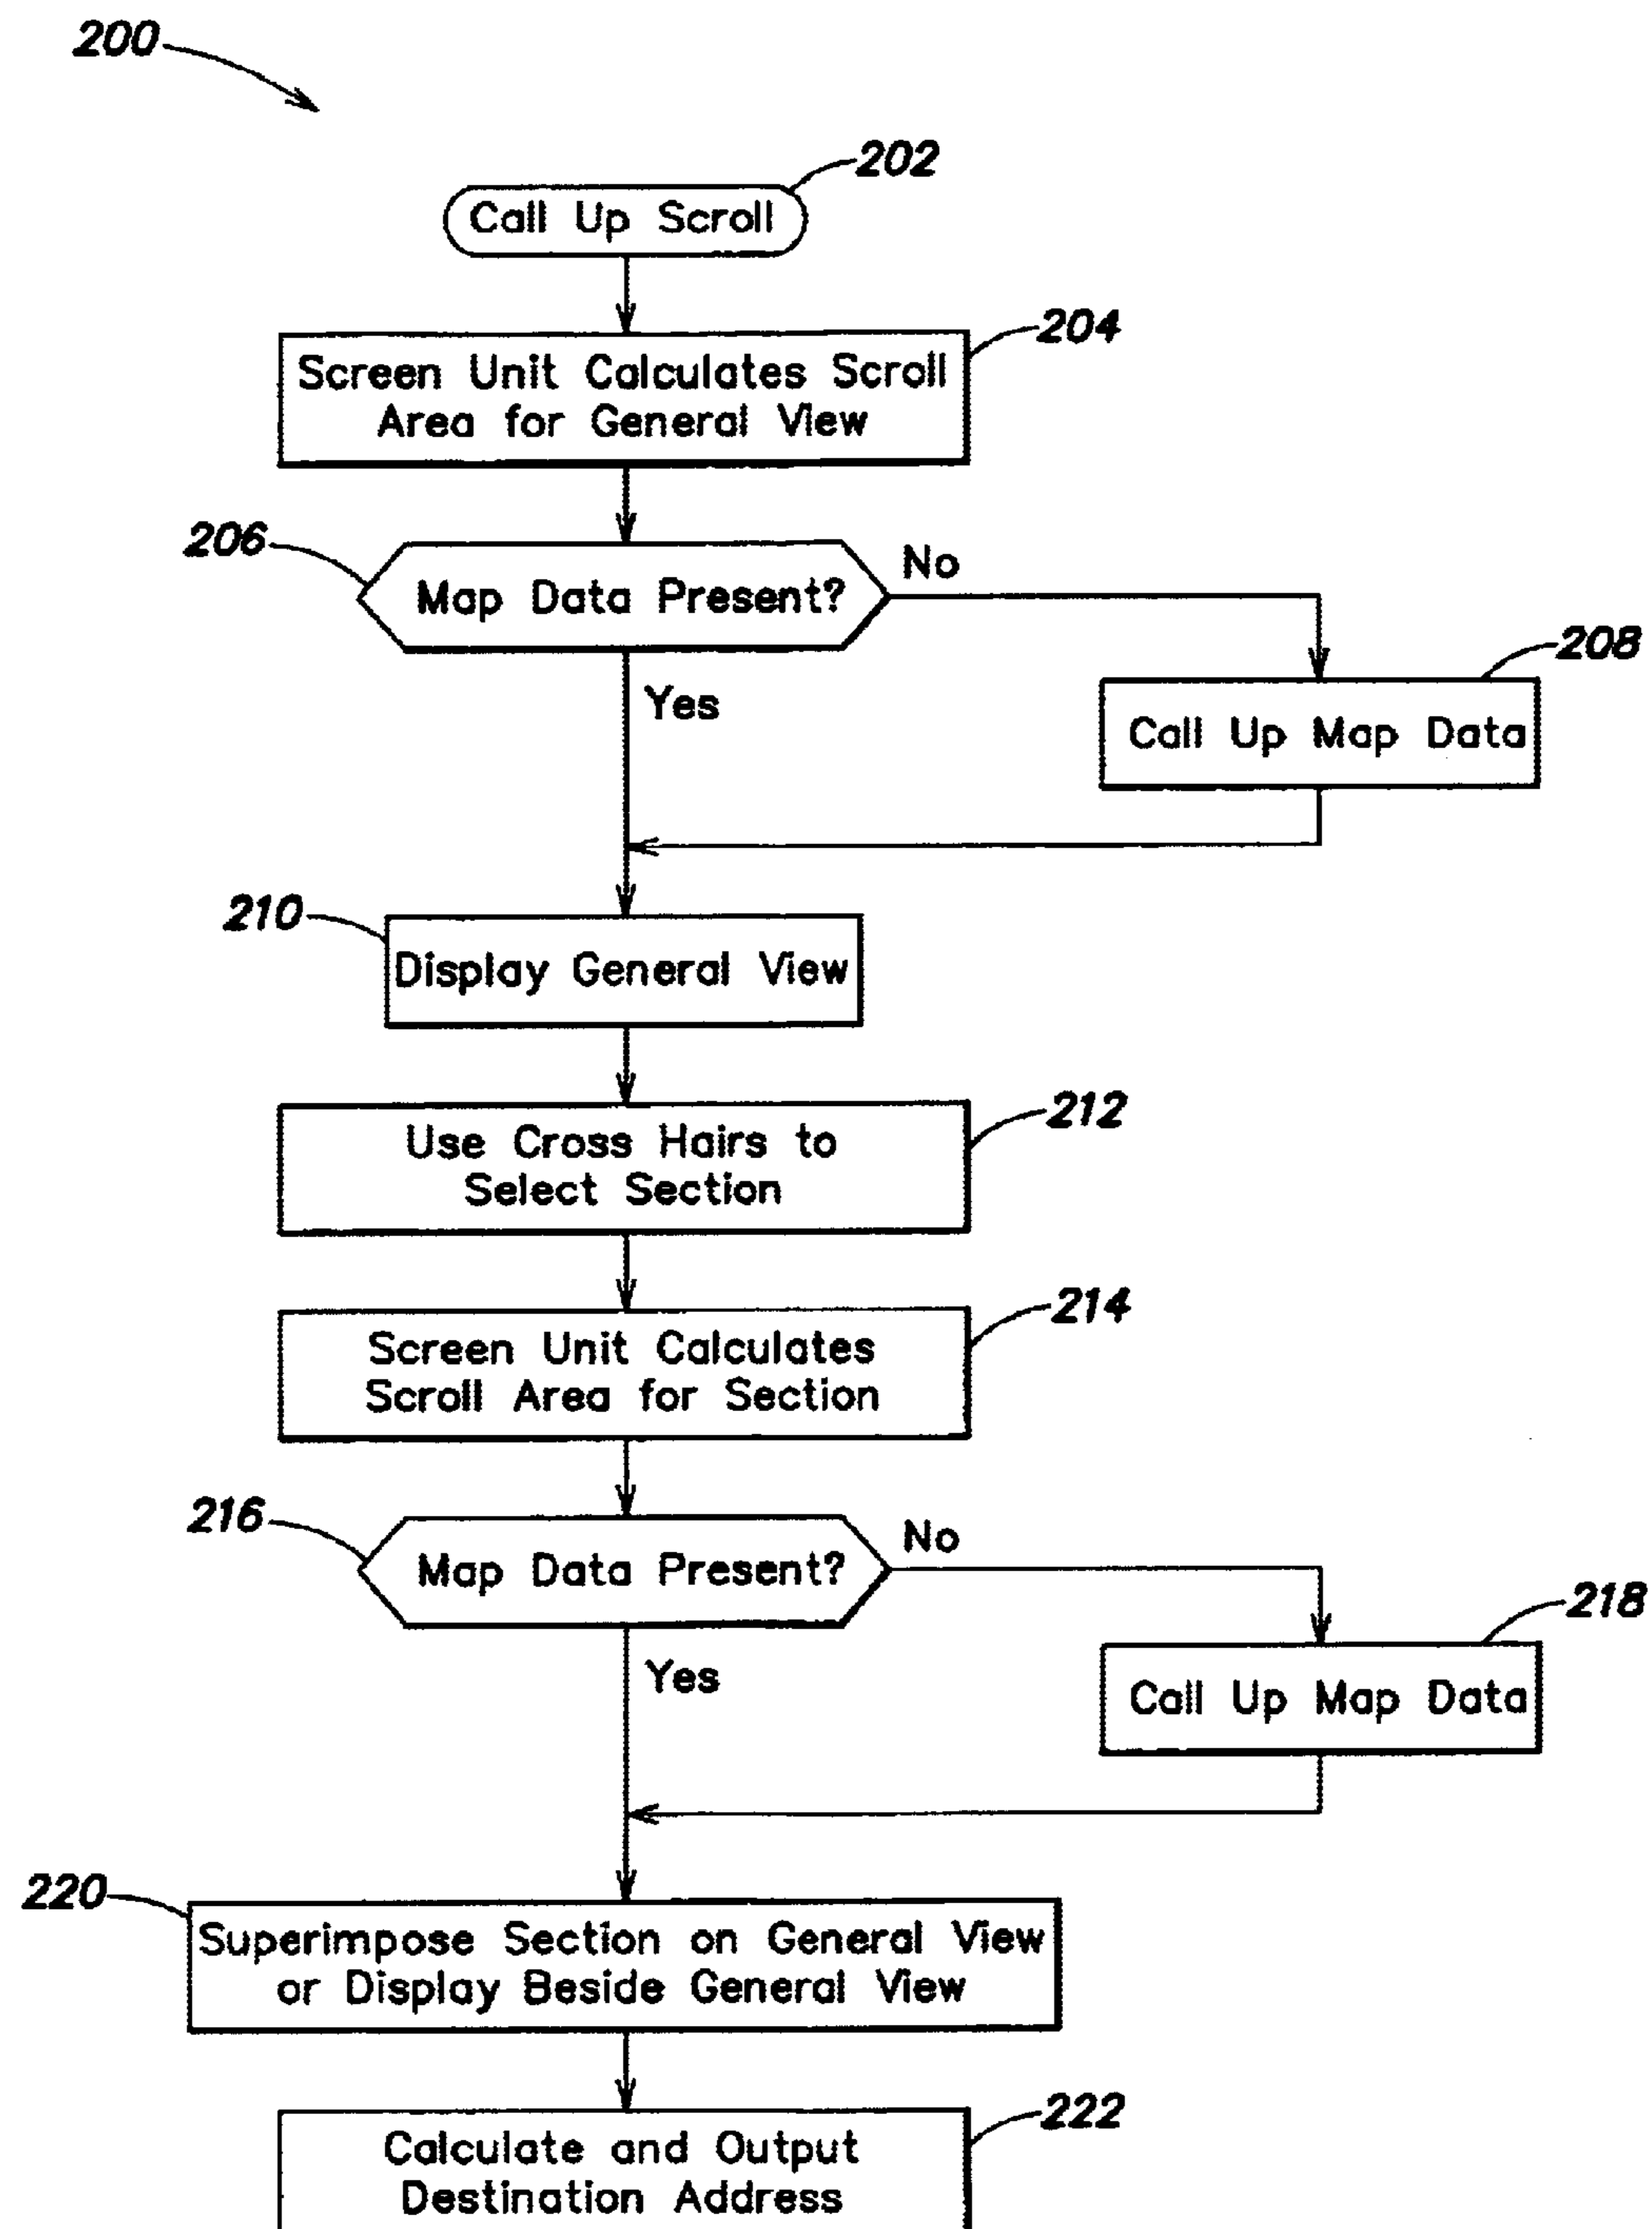 200
202
Call Up Scroll
204
Screen Unit Calculates Scroll
Area for General View
206
Map Data Present?
No
208
Yes
Call Up Map Data
210
Display General View
212
Use Cross Hairs to
Select Section
214
Screen Unit Calculates
Scroll Area for Section
216
Map Data Present?
No
218
Yes
Call Up Map Data
220
Superimpose Section on General View
or Display Beside General View
222
Calculate and Output
Destination Address